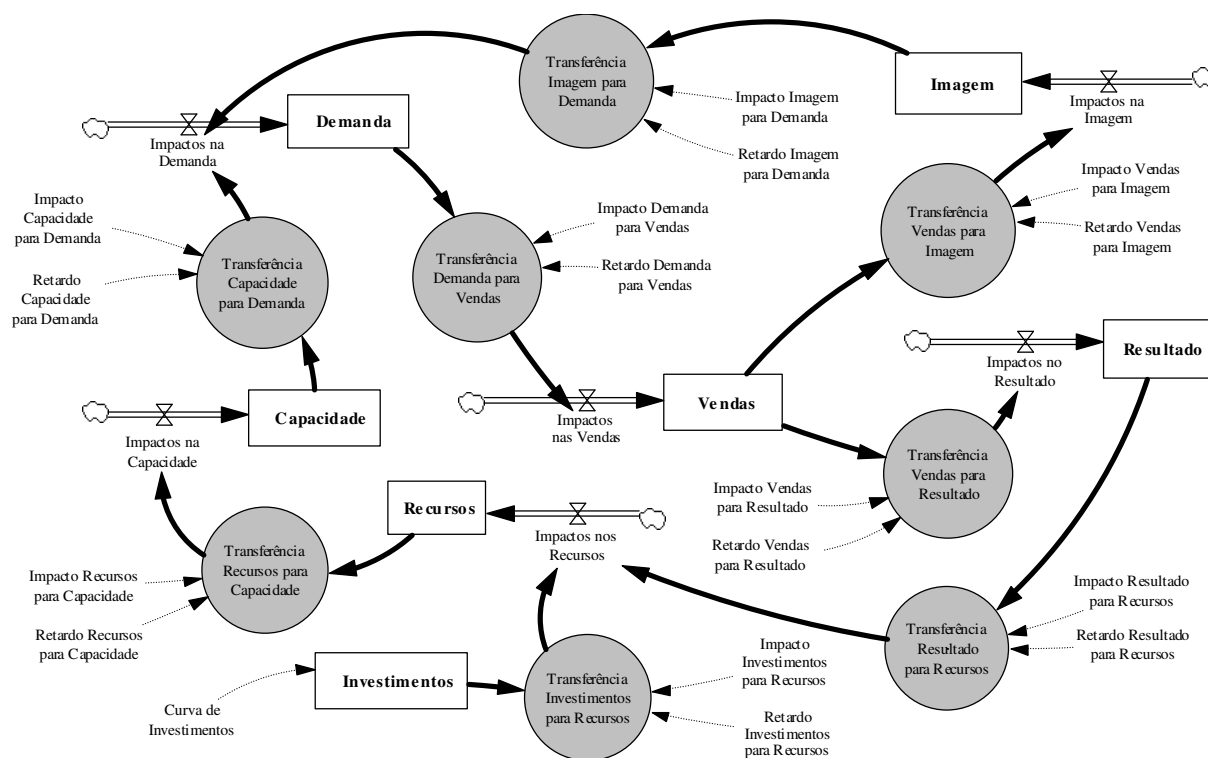 Transferência
Imagem para
Demanda
Imagem
Impacto Imagem
para Demanda
Retardo Imagem
para Demanda
Impactos na
Imagem
Demanda
Impactos na
Demanda
Impacto
Capacidade
para Demanda
Retardo
Capacidade
para Demanda
Transferência
Capacidade
para Demanda
Impacto Demanda
para Vendas
Retardo Demanda
para Vendas
Transferência
Demanda para
Vendas
Transferência
Vendas para
Imagem
Impacto Vendas
para Imagem
Retardo Vendas
para Imagem
Impactos no
Resultado
Resultado
Capacidade
Impactos na
Capacidade
Impactos
nas Vendas
Vendas
Transferência
Vendas para
Resultado
Impacto Vendas
para Resultado
Retardo Vendas
para Resultado
Recursos
Impactos nos
Recursos
Transferência
Recursos para
Capacidade
Impacto Recursos
para Capacidade
Retardo Recursos
para Capacidade
Transferência
Resultado
para Recursos
Impacto Resultado
para Recursos
Retardo Resultado
para Recursos
Investimentos
Curva de
Investimentos
Transferência
Investimentos
para Recursos
Impacto
Investimentos
para Recursos
Retardo
Investimentos
para Recursos